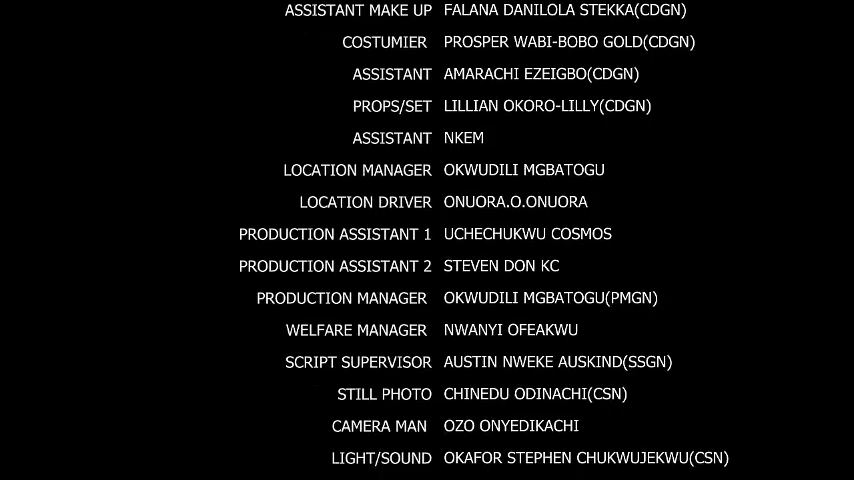 ASSISTANT MAKE UP FALANA DANILOLA STEKKA(CDGN)
COSTUMIER PROSPER WABI-BOBO GOLD(CDGN)
ASSISTANT AMARACHI EZEIGBO(CDGN)
PROPS/SET LILLIAN OKORO-LILLY(CDGN)
ASSISTANT NKEM
LOCATION MANAGER OKWUDILI MGBATOGU
LOCATION DRIVER ONUORA.O.ONUORA
PRODUCTION ASSISTANT 1 UCHECHUKWU COSMOS
PRODUCTION ASSISTANT 2 STEVEN DON KC
PRODUCTION MANAGER OKWUDILI MGBATOGU(PMGN)
WELFARE MANAGER NWANYI OFEAKWU
SCRIPT SUPERVISOR AUSTIN NWEKE AUSKIND(SSGN)
STILL PHOTO CHINEDU ODINACHI(CSN)
CAMERA MAN OZO ONYEDIKACHI
LIGHT/SOUND OKAFOR STEPHEN CHUKWUJEKWU(CSN)